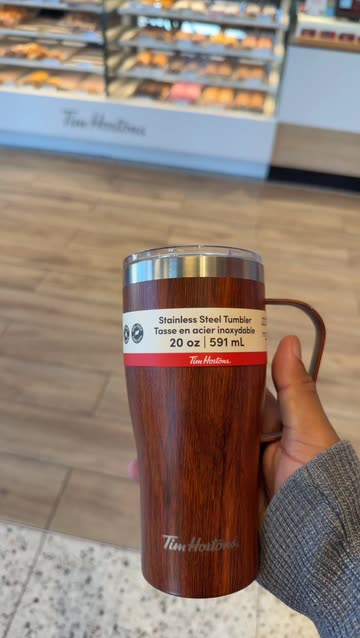 Tim Hortons
Stainless Steel Tumbler
Tasse en acier inoxydable
20 oz | 591 mL
Tim Hortons.
Tim Hortons.